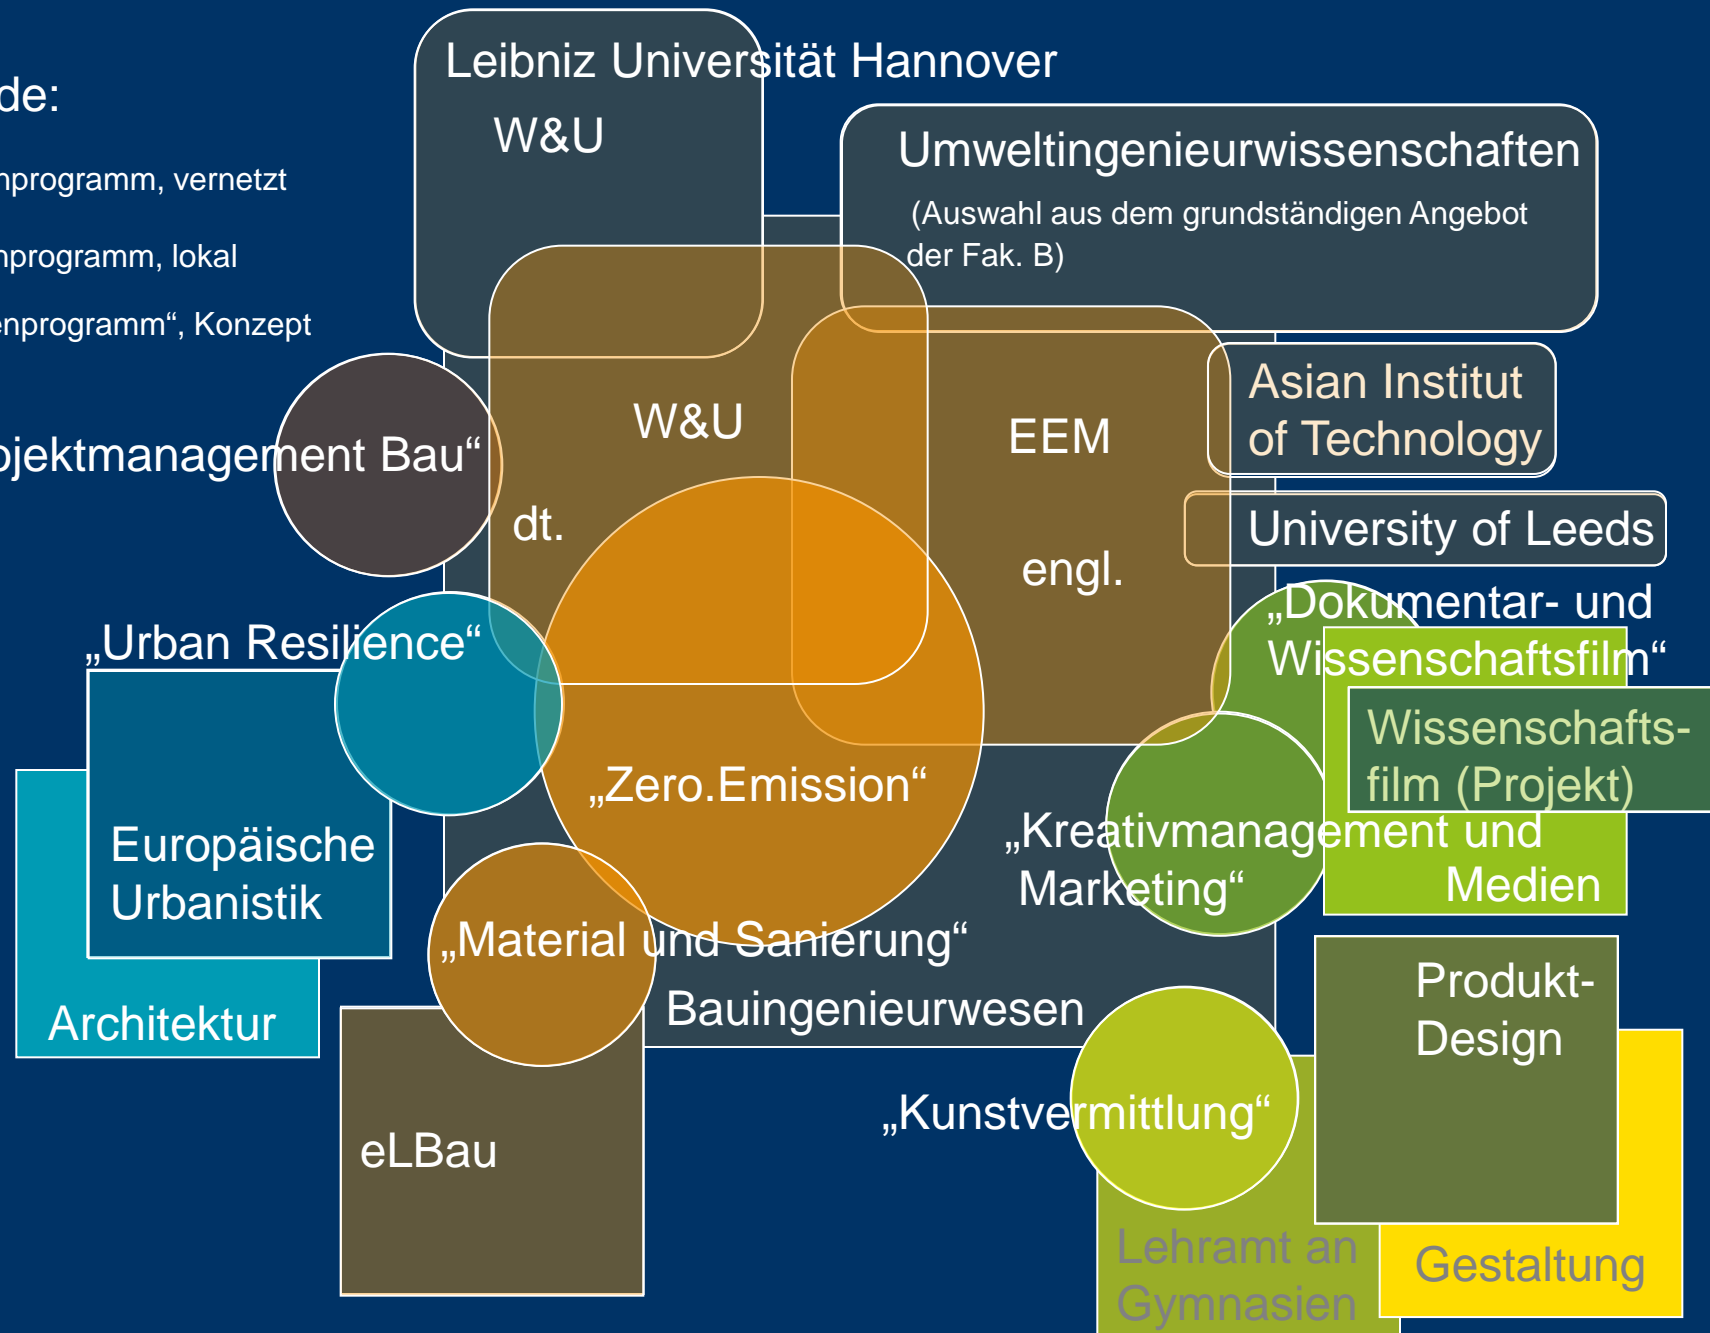 Leibniz Universität Hannover
de:
W&U
Umweltingenieurwissenschaften
nprogramm, vernetzt
(Auswahl aus dem grundständigen Angebot
der Fak. B)
nprogramm, lokal
enprogramm“, Konzept
Asian Institut
of Technology
W&U
EEM
ojektmanagement Bau“
dt.
University of Leeds
engl.
„Dokumentar- und
Wissenschaftsfilm“
„Urban Resilience“
Wissenschafts-
film (Projekt)
„Zero.Emission“
„Kreativmanagement und
Marketing“
Medien
Europäische
Urbanistik
„Material und Sanierung“
Bauingenieurwesen
Produkt-
Design
Architektur
„Kunstvermittlung“
eLBau
Lehramt an
Gymnasien
Gestaltung